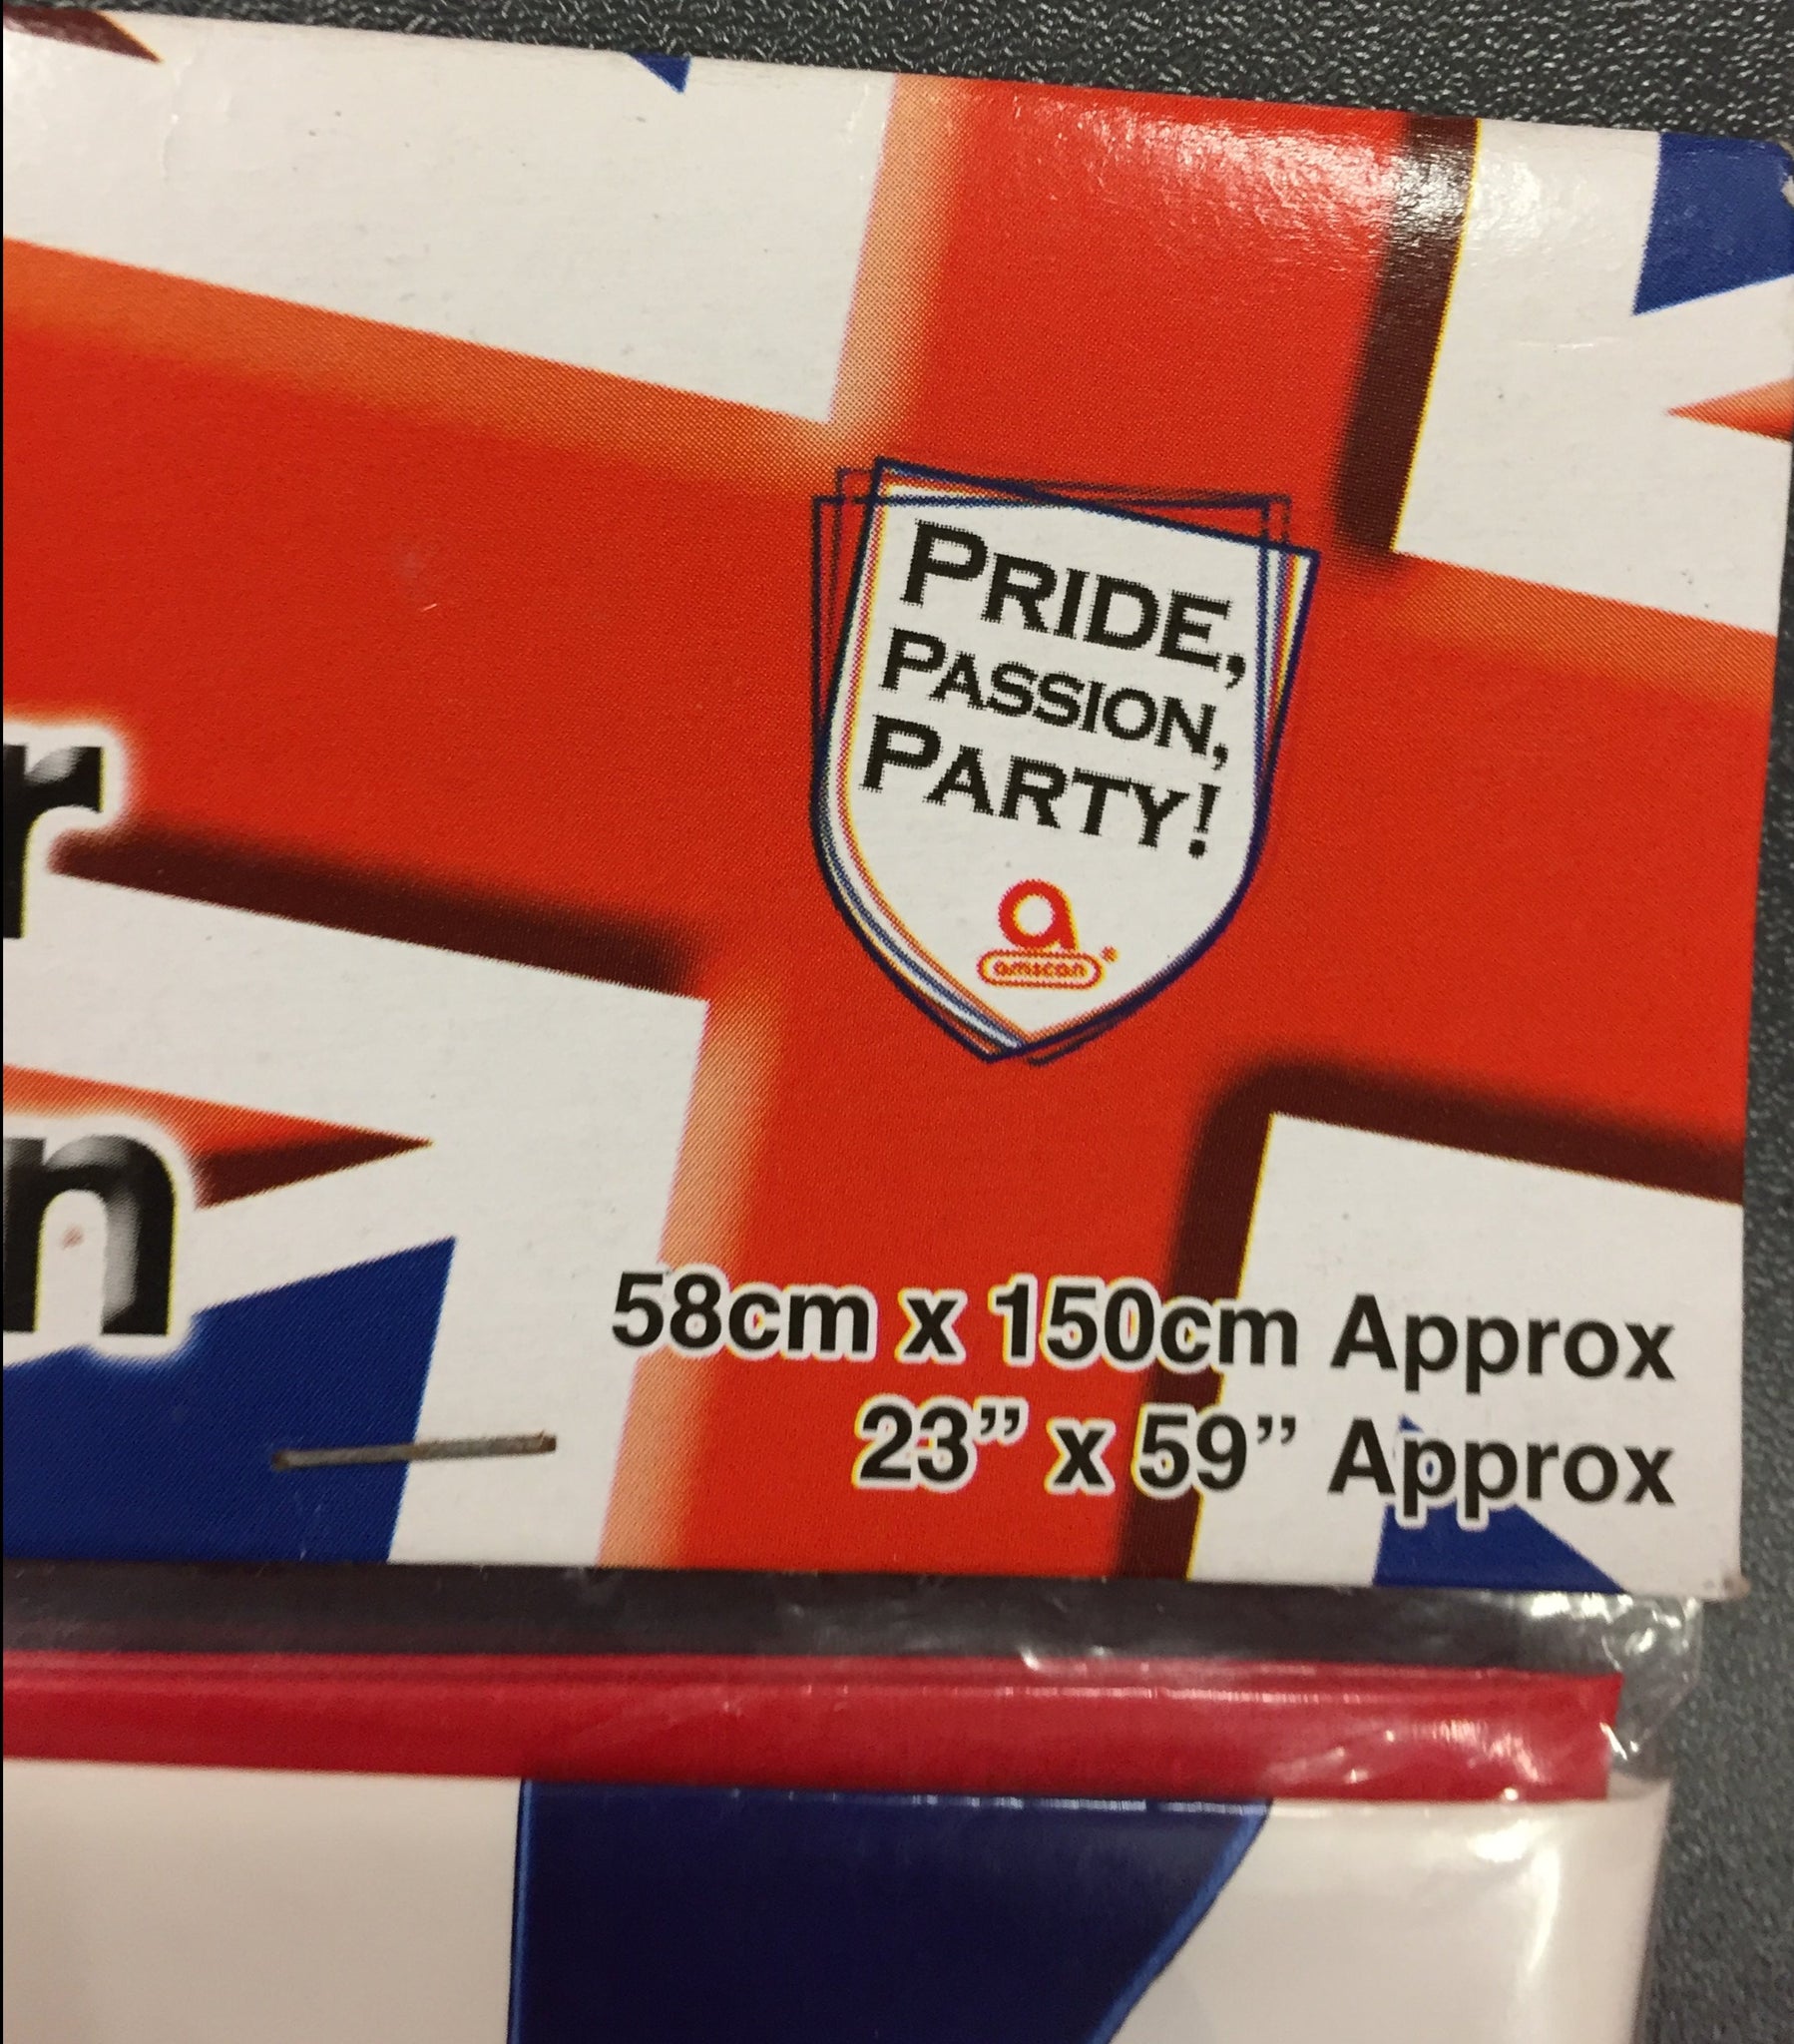 PRIDE,
PASSION,
PARTY!
a
amscan®
r
n
58cm x 150cm Approx
23” x 59” Approx